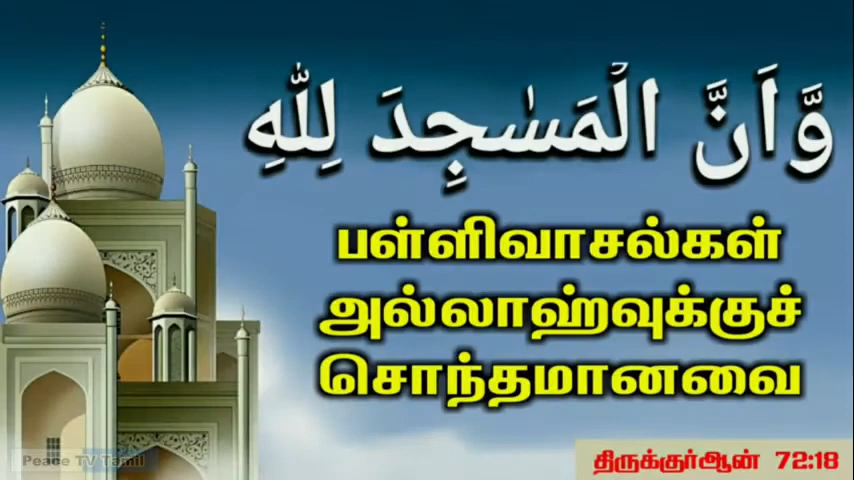 وَّاَنَّ الْمَسٰجِدَ لِلّٰهِ
பள்ளிவாசல்கள்
அல்லாஹ்வுக்குச்
சொந்தமானவை
திருக்குர்ஆன் 72:18
Peace TV Tamil